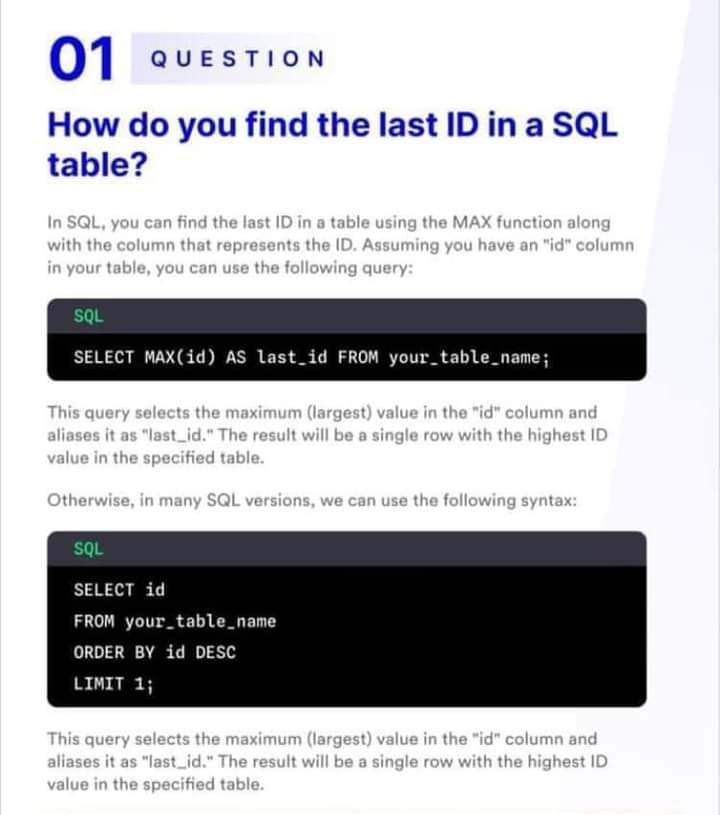 01 QUESTION
How do you find the last ID in a SQL
table?
In SQL, you can find the last ID in a table using the MAX function along
with the column that represents the ID. Assuming you have an "id" column
in your table, you can use the following query:
SQL
SELECT MAX(id) AS last_id FROM your_table_name;
This query selects the maximum (largest) value in the "id" column and
aliases it as "last_id." The result will be a single row with the highest ID
value in the specified table.
Otherwise, in many SQL versions, we can use the following syntax:
SQL
SELECT id
FROM your_table_name
ORDER BY id DESC
LIMIT 1;
This query selects the maximum (largest) value in the "id" column and
aliases it as "last_id." The result will be a single row with the highest ID
value in the specified table.